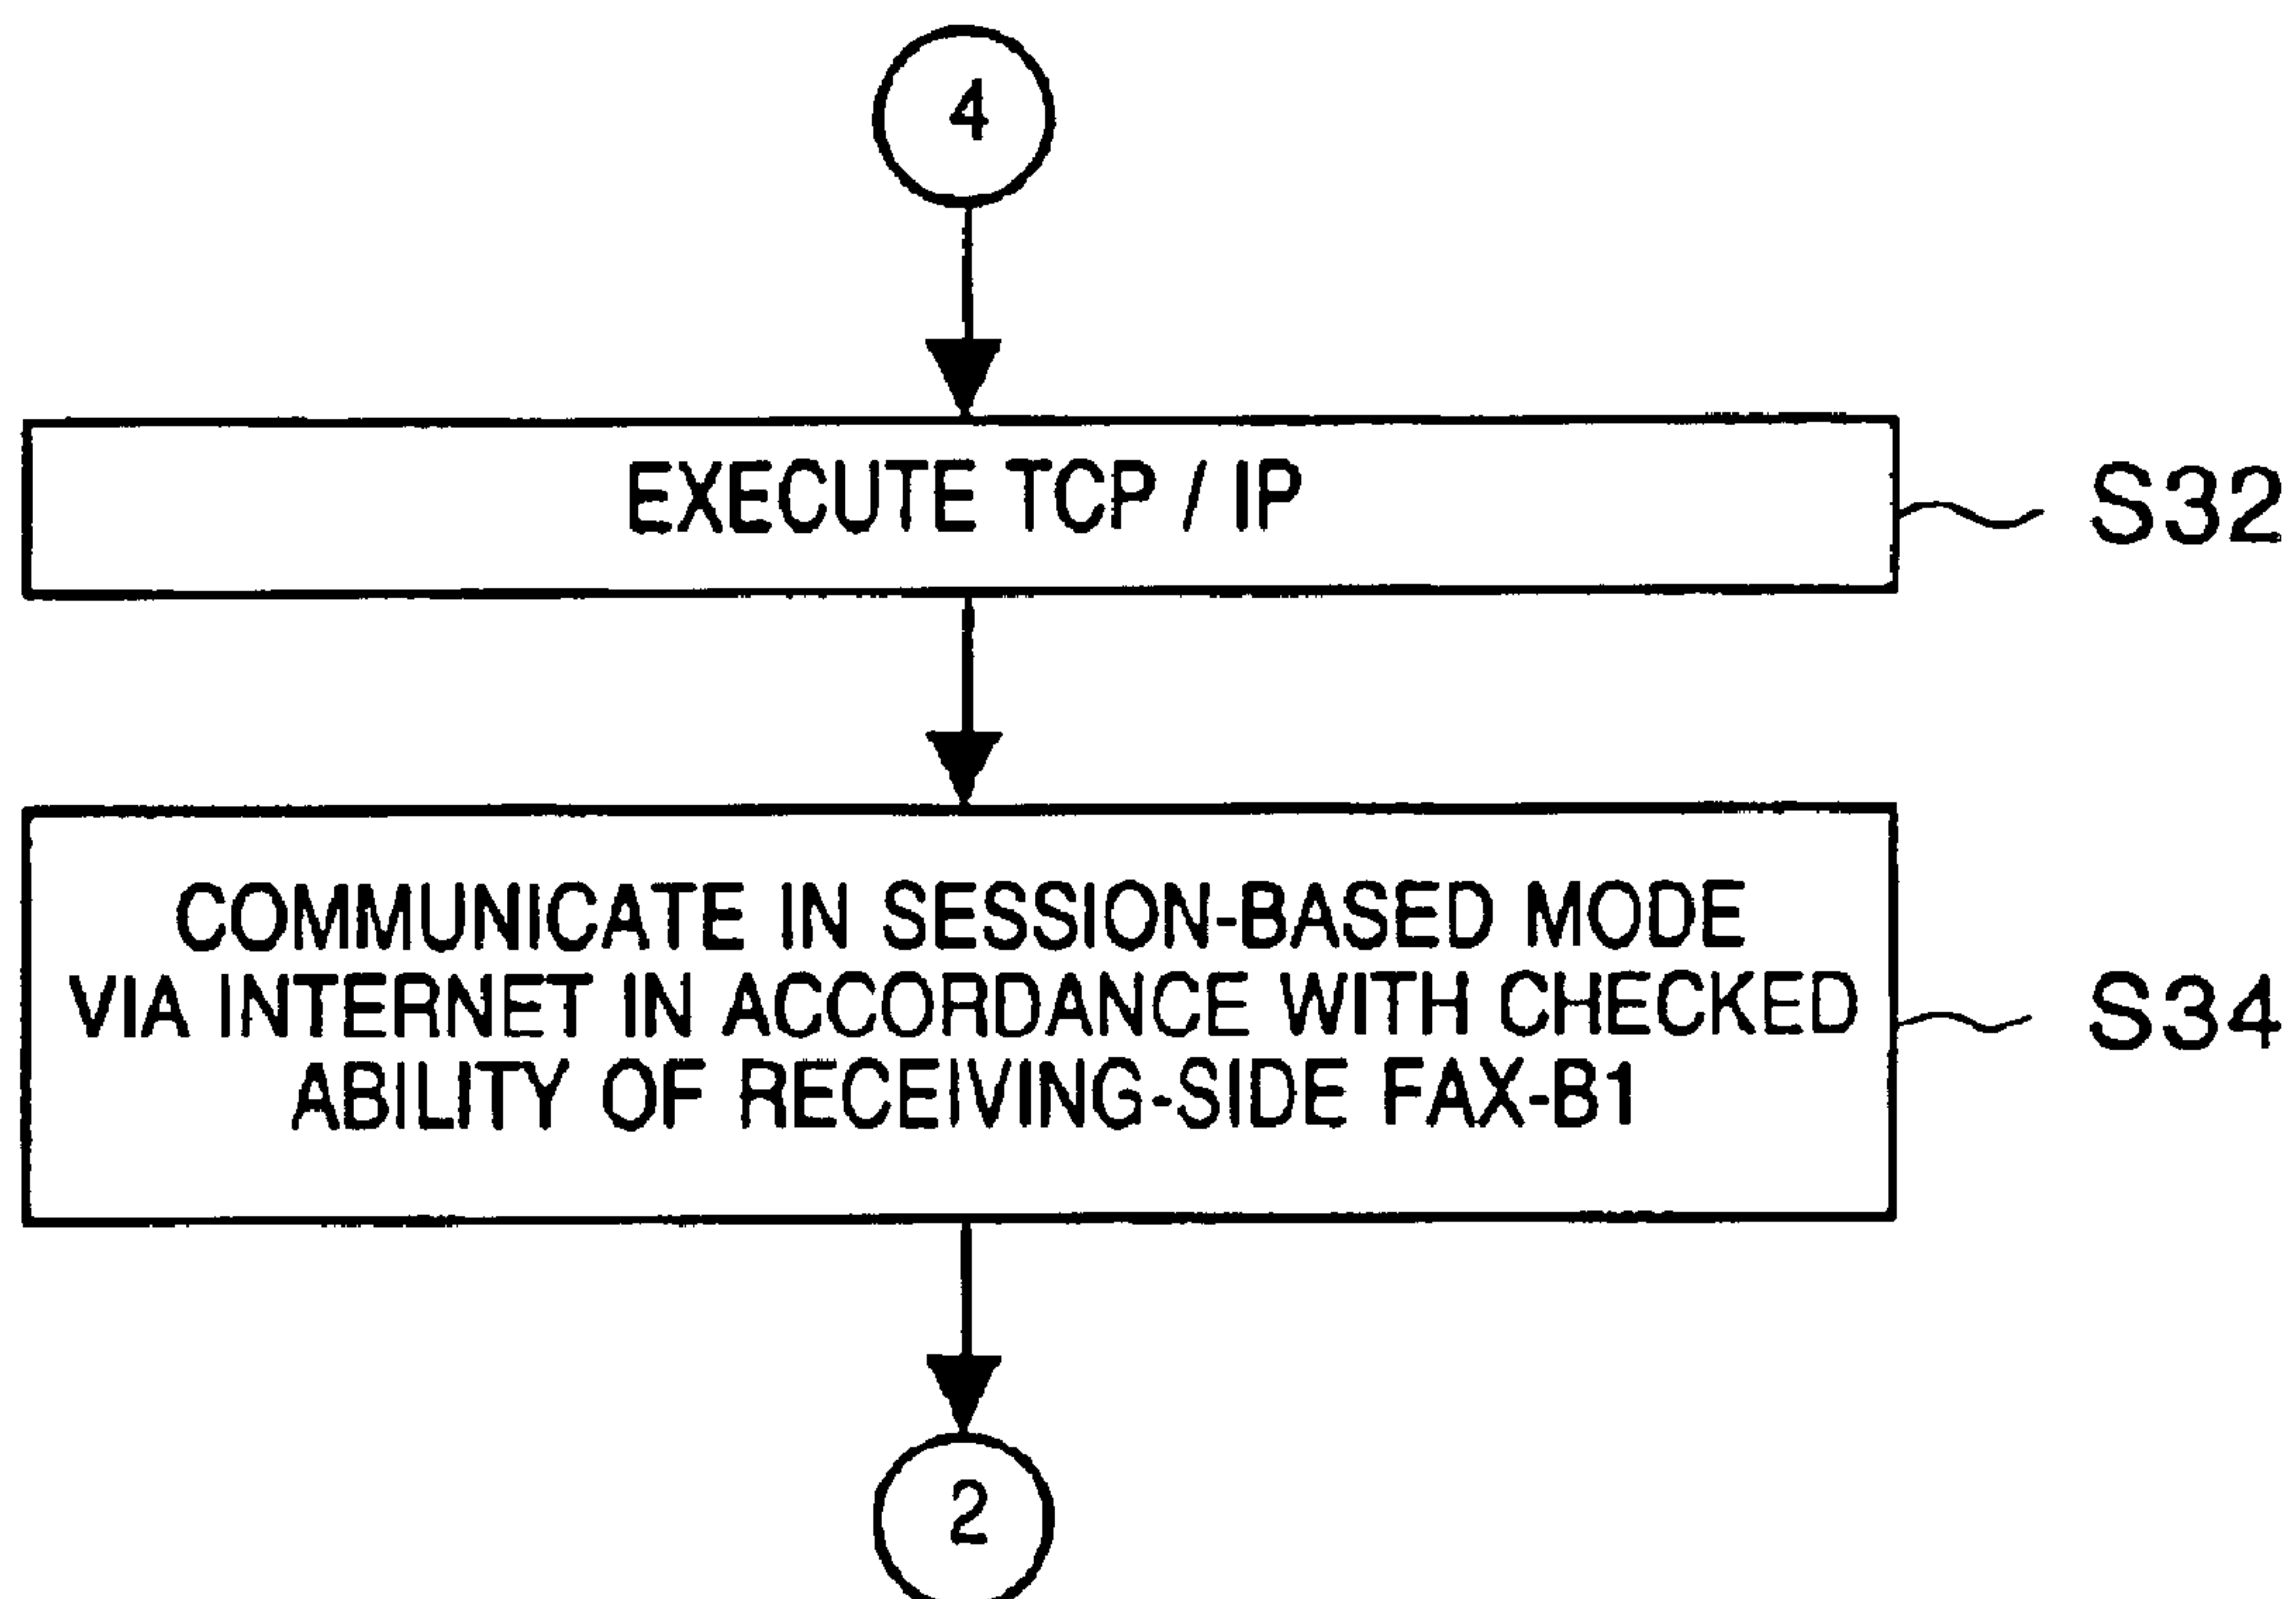 4
EXECUTE TCP / IP
S32
COMMUNICATE IN SESSION-BASED MODE
VIA INTERNET IN ACCORDANCE WITH CHECKED
ABILITY OF RECEIVING-SIDE FAX-B1
S34
2